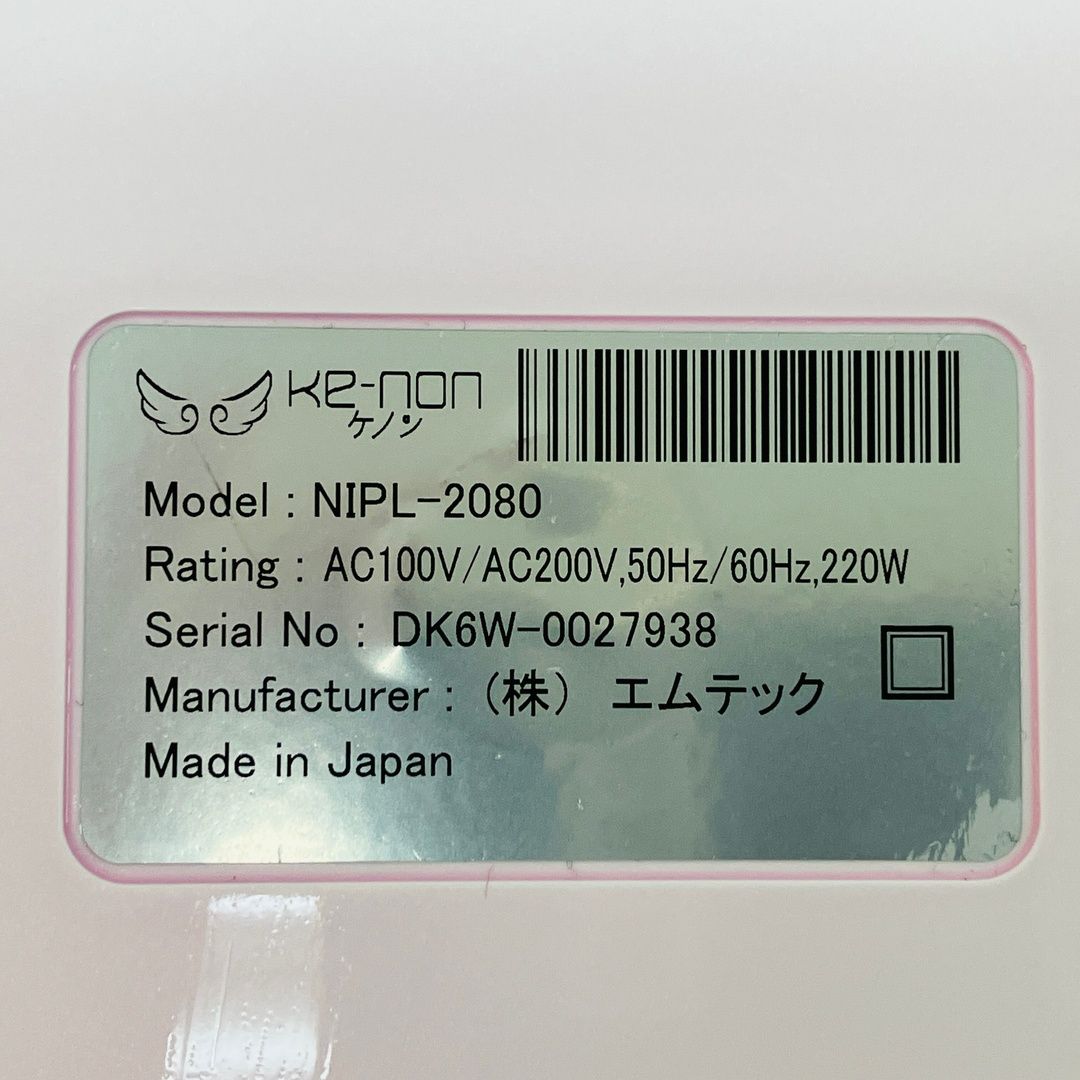 ke-non
ケノン
Model : NIPL-2080
Rating : AC100V/AC200V,50Hz/60Hz,220W
Serial No : DK6W-0027938
Manufacturer : （株） エムテック
Made in Japan